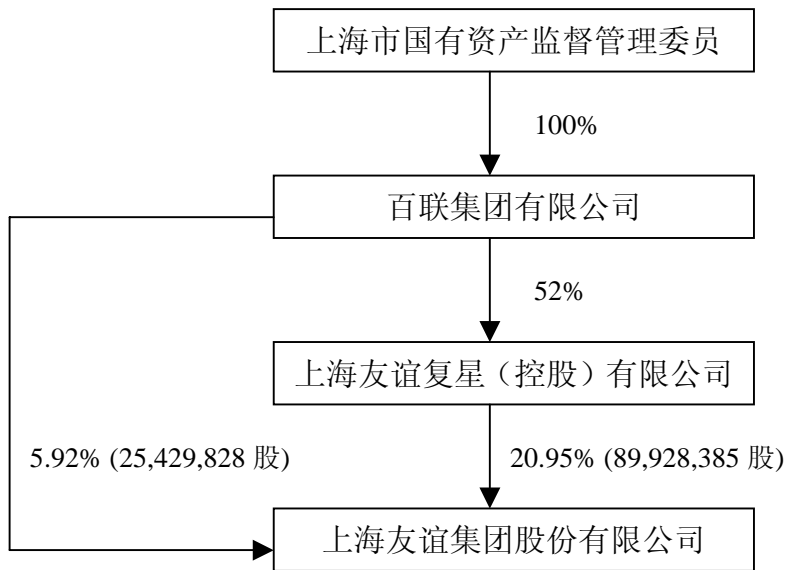 上海市国有资产监督管理委员
100%
百联集团有限公司
52%
上海友谊复星（控股）有限公司
5.92% (25,429,828 股)
20.95% (89,928,385 股)
上海友谊集团股份有限公司